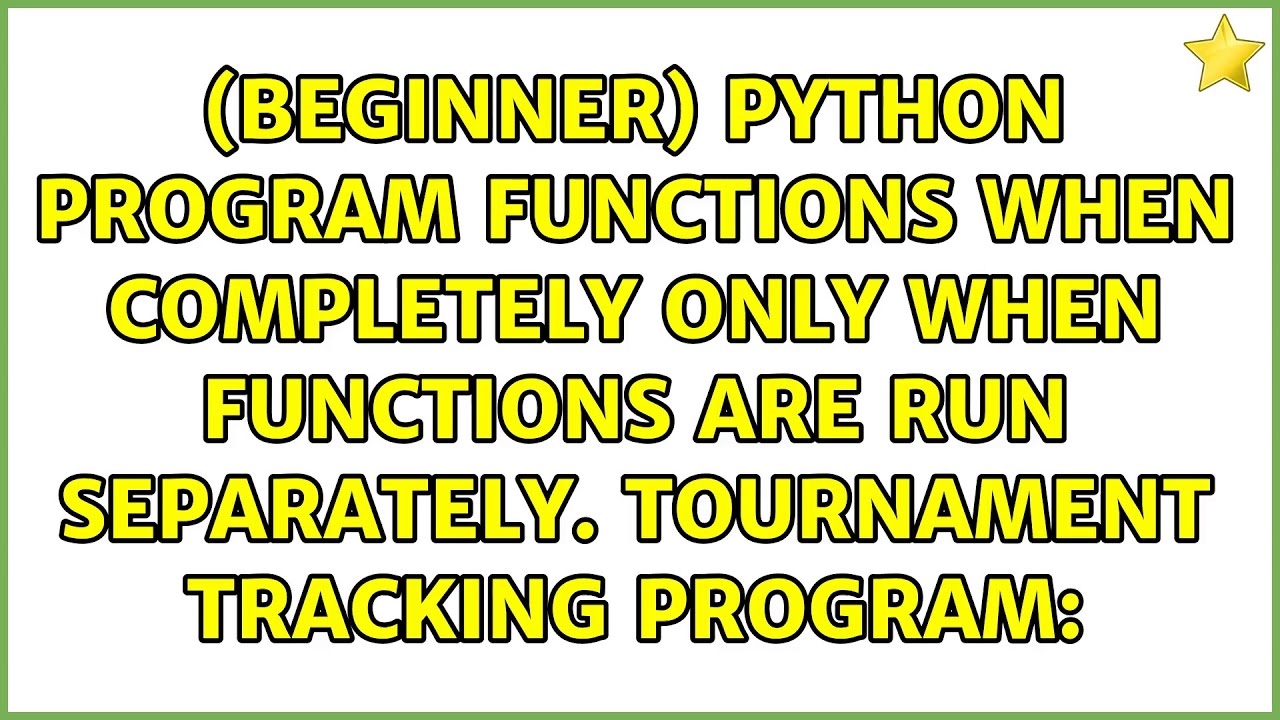 (BEGINNER) PYTHON
PROGRAM FUNCTIONS WHEN
COMPLETELY ONLY WHEN
FUNCTIONS ARE RUN
SEPARATELY. TOURNAMENT
TRACKING PROGRAM: